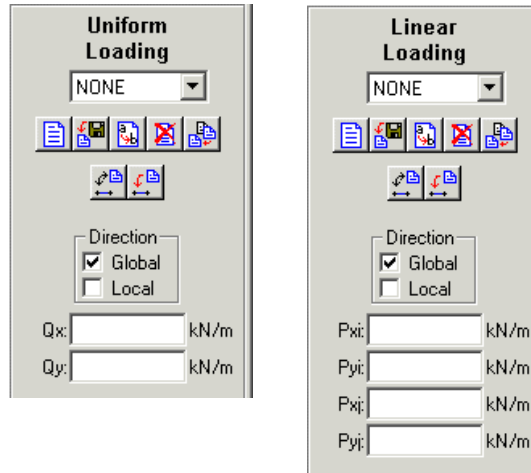 Uniform
Loading
NONE
Direction
Global
Local
Qx: kN/m
Qy: kN/m
Linear
Loading
NONE
Direction
Global
Local
Pxi: kN/m
Pyi: kN/m
Pxj: kN/m
Pyj: kN/m